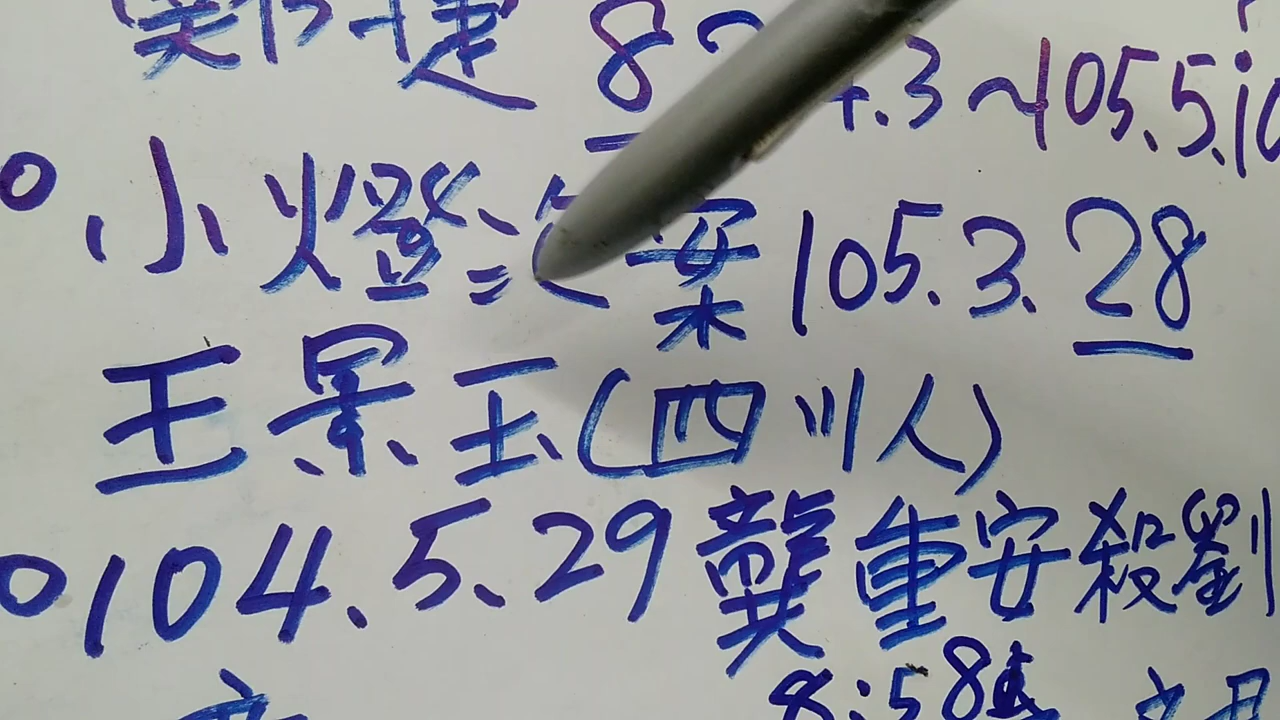 捷 8 .3~105.5.10
小燈泡案 105.3.28
王景玉(四川人)
104.5.29 龔重安殺劉
8:58